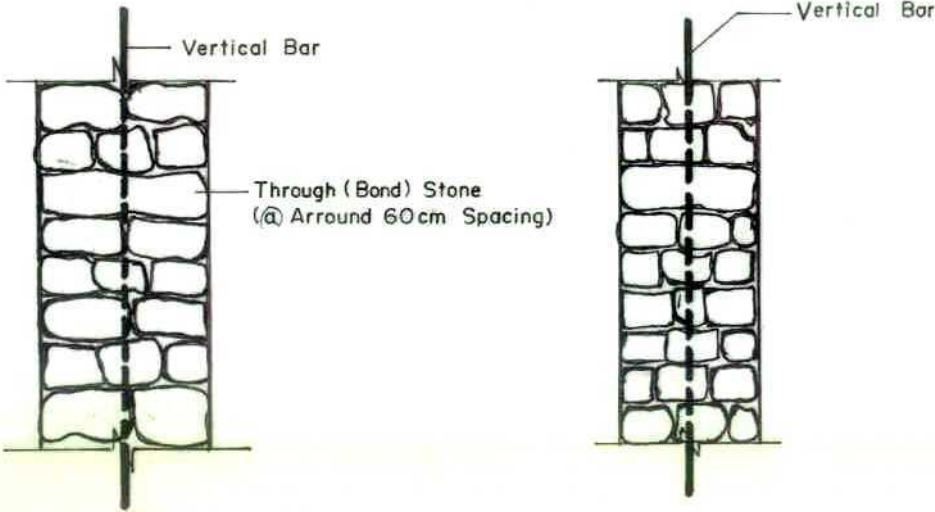 Vertical Bar
Vertical Bar
Through (Bond) Stone
(@ Arround 60cm Spacing)